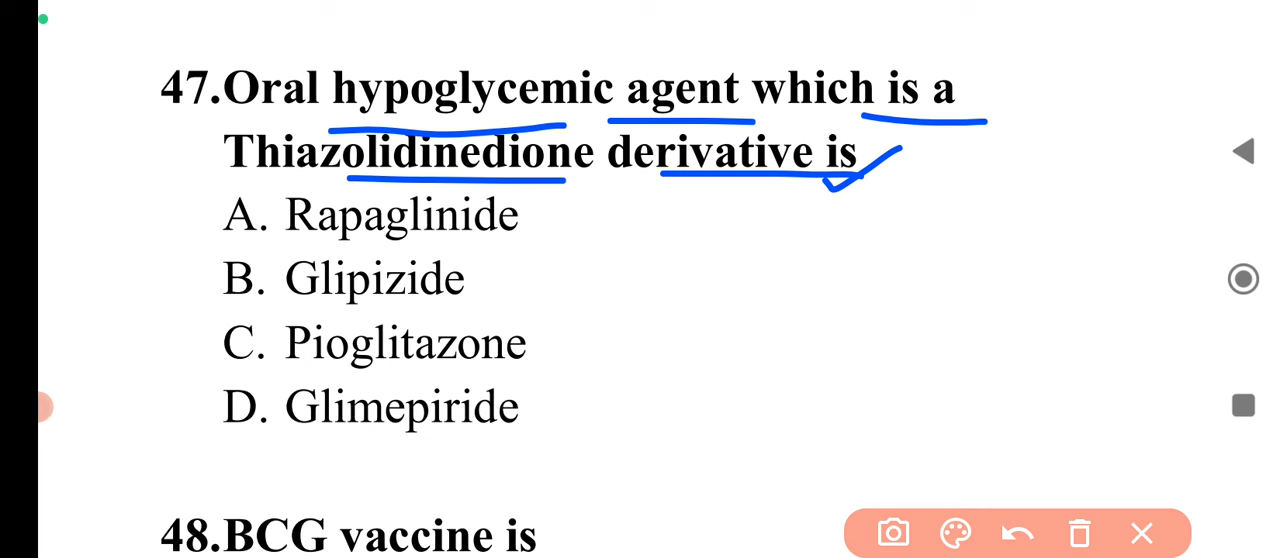 47.Oral hypoglycemic agent which is a
Thiazolidinedione derivative is
A. Rapaglinide
B. Glipizide
C. Pioglitazone
D. Glimepiride
48.BCG vaccine is